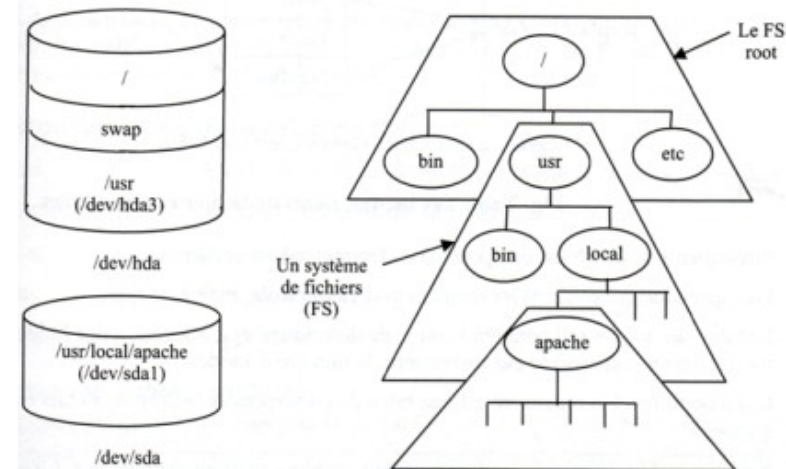 /
swap
/usr
(/dev/hda3)
/dev/hda
/usr/local/apache
(/dev/sda1)
/dev/sda
Le FS
root
/
bin
usr
etc
Un système
de fichiers
(FS)
bin
local
apache